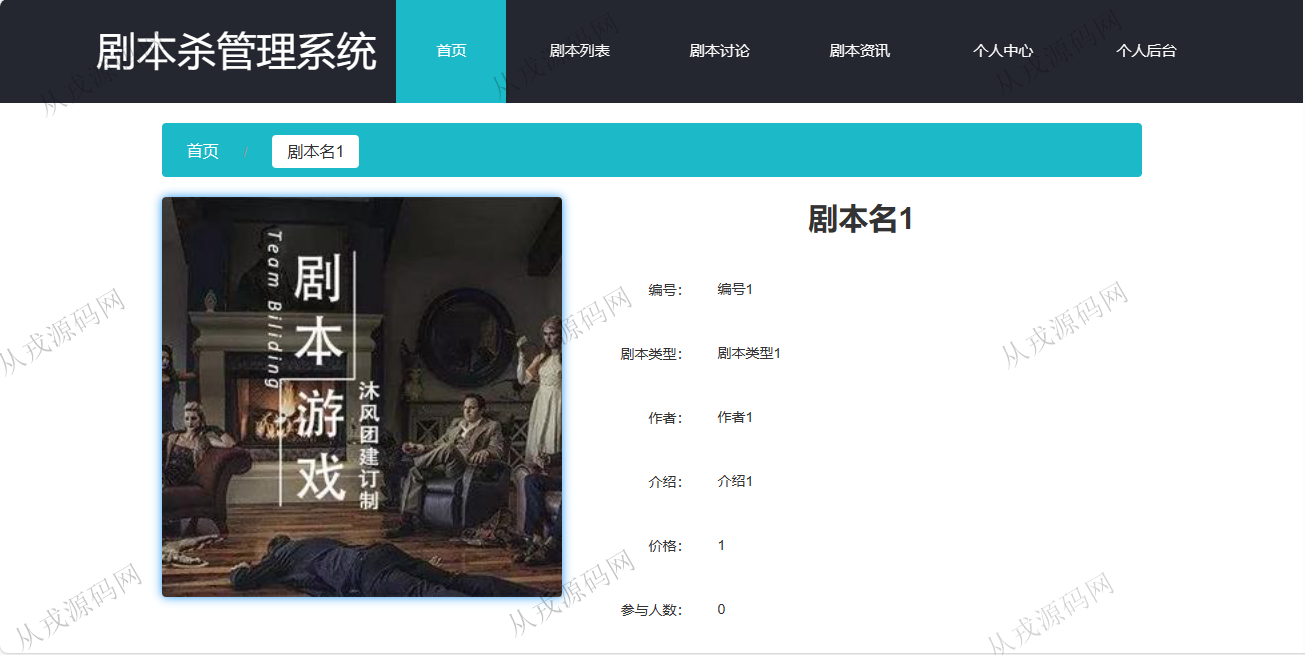 剧本杀管理系统
首页
剧本列表
剧本讨论
剧本资讯
个人中心
个人后台
首页 / 剧本名1
剧本名1
编号： 编号1
剧本类型： 剧本类型1
作者： 作者1
介绍： 介绍1
价格： 1
参与人数： 0
Team Biliding
剧本
游戏
沐风团建订制
从戎源码网
从戎源码网
从戎源码网
从戎源码网
从戎源码网
从戎源码网
从戎源码网
从戎源码网
从戎源码网